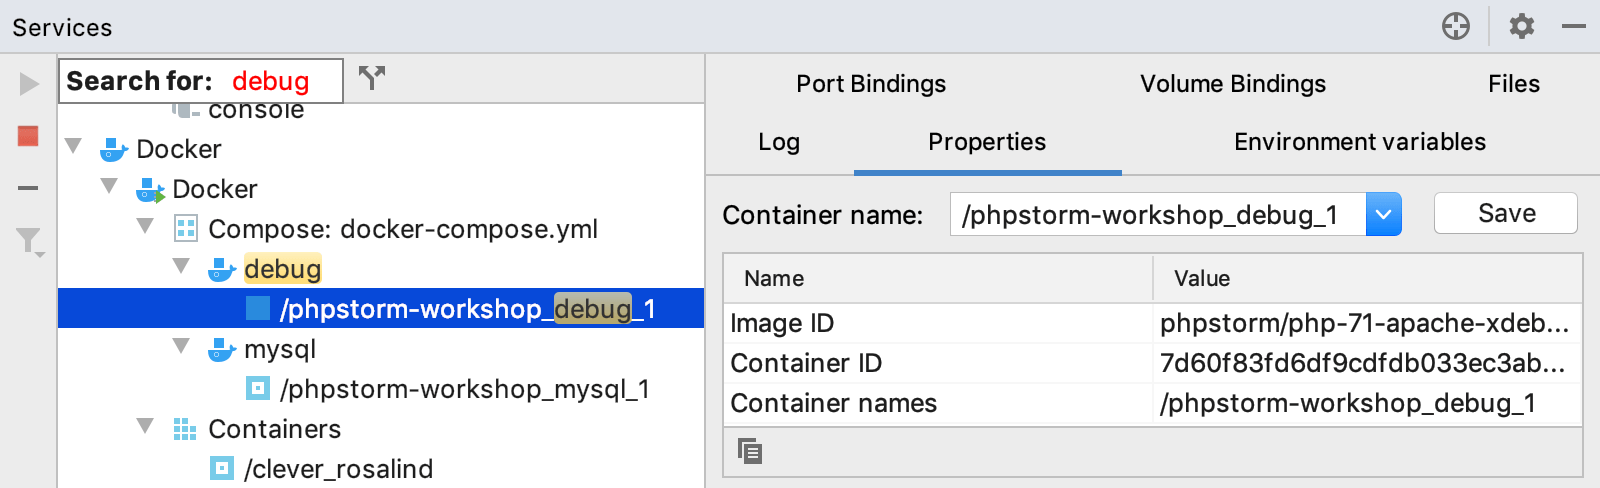 Services
Search for: debug
console
Docker
Docker
Compose: docker-compose.yml
debug
/phpstorm-workshop_debug_1
mysql
/phpstorm-workshop_mysql_1
Containers
/clever_rosalind
Port Bindings
Volume Bindings
Files
Log
Properties
Environment variables
Container name: /phpstorm-workshop_debug_1 Save
Name Value
Image ID phpstorm/php-71-apache-xdeb...
Container ID 7d60f83fd6df9cdfdb033ec3ab...
Container names /phpstorm-workshop_debug_1